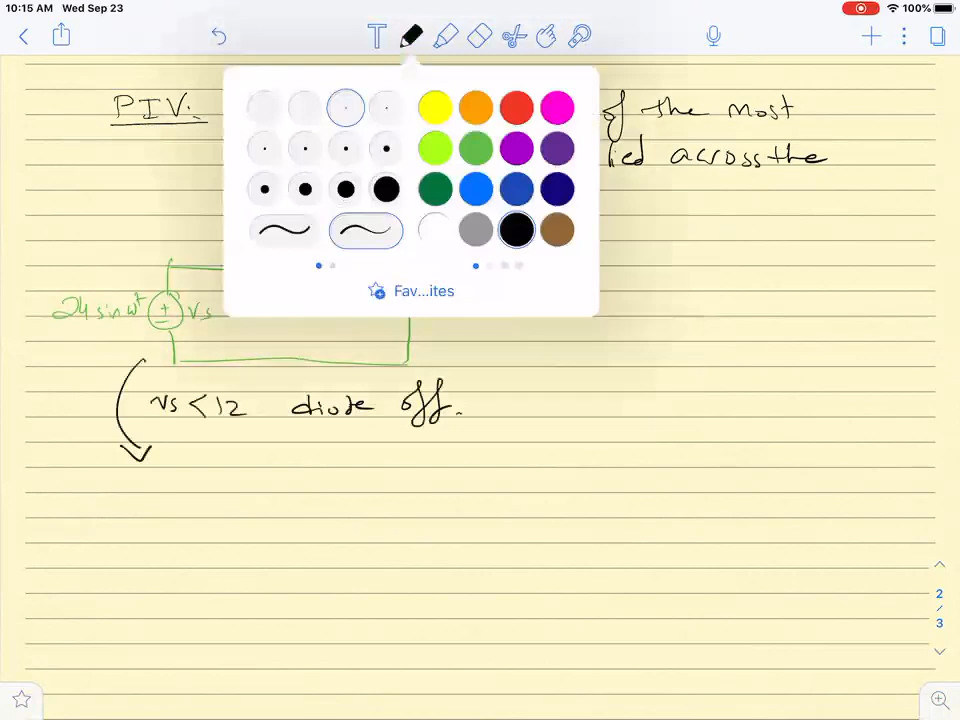 10:15 AM Wed Sep 23
100%
T
PIV:
of the most
lied across the
24 sin wt
+
−
vs
Fav...ites
vs < 12 diode off.
2
/
3